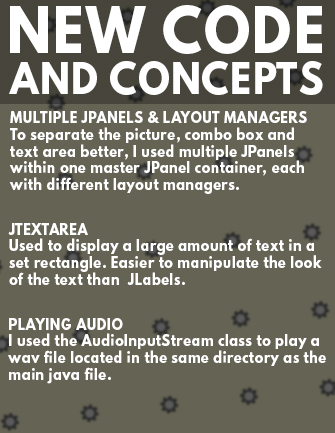 NEW CODE
AND CONCEPTS
MULTIPLE JPANELS & LAYOUT MANAGERS
To separate the picture, combo box and
text area better, I used multiple JPanels
within one master JPanel container, each
with different layout managers.
JTEXTAREA
Used to display a large amount of text in a
set rectangle. Easier to manipulate the look
of the text than JLabels.
PLAYING AUDIO
I used the AudioInputStream class to play a
wav file located in the same directory as the
main java file.